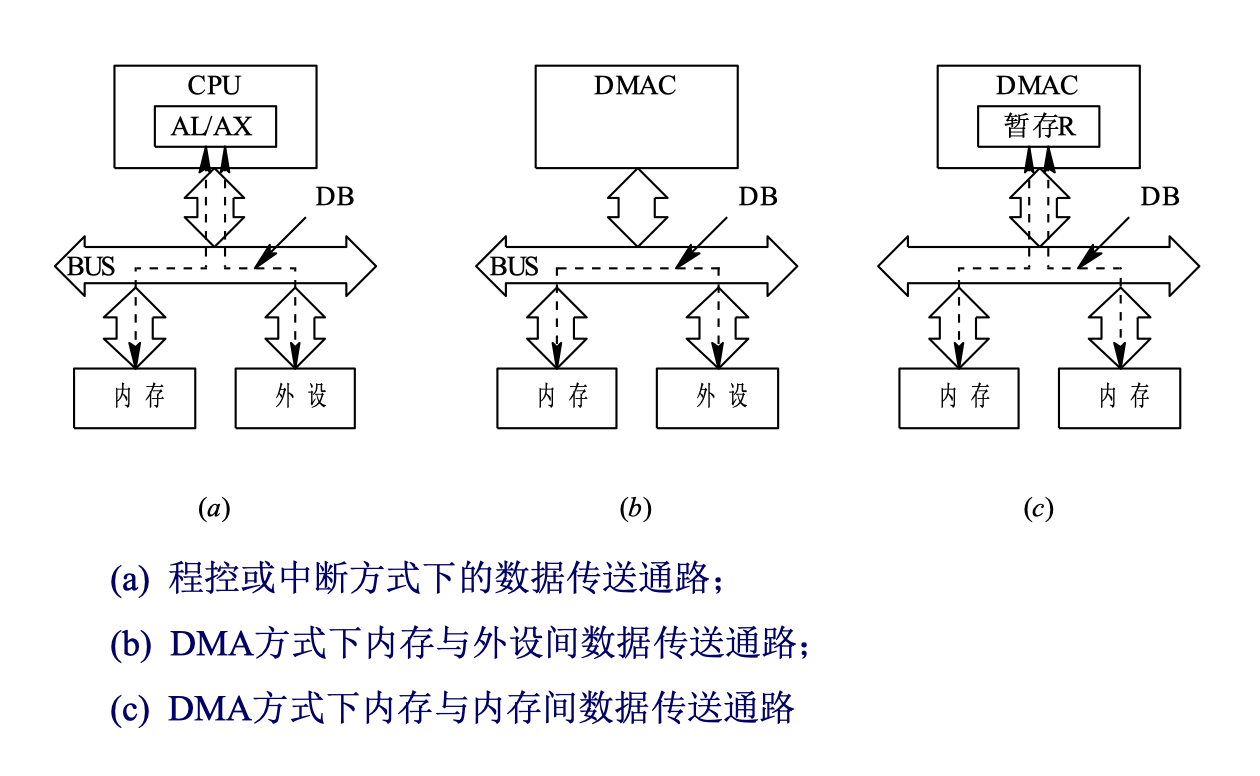 CPU
AL/AX
DB
BUS
内存
外设
(a)
DMAC
DB
BUS
内存
外设
(b)
DMAC
暂存R
DB
内存
内存
(c)
(a) 程控或中断方式下的数据传送通路；
(b) DMA方式下内存与外设间数据传送通路；
(c) DMA方式下内存与内存间数据传送通路